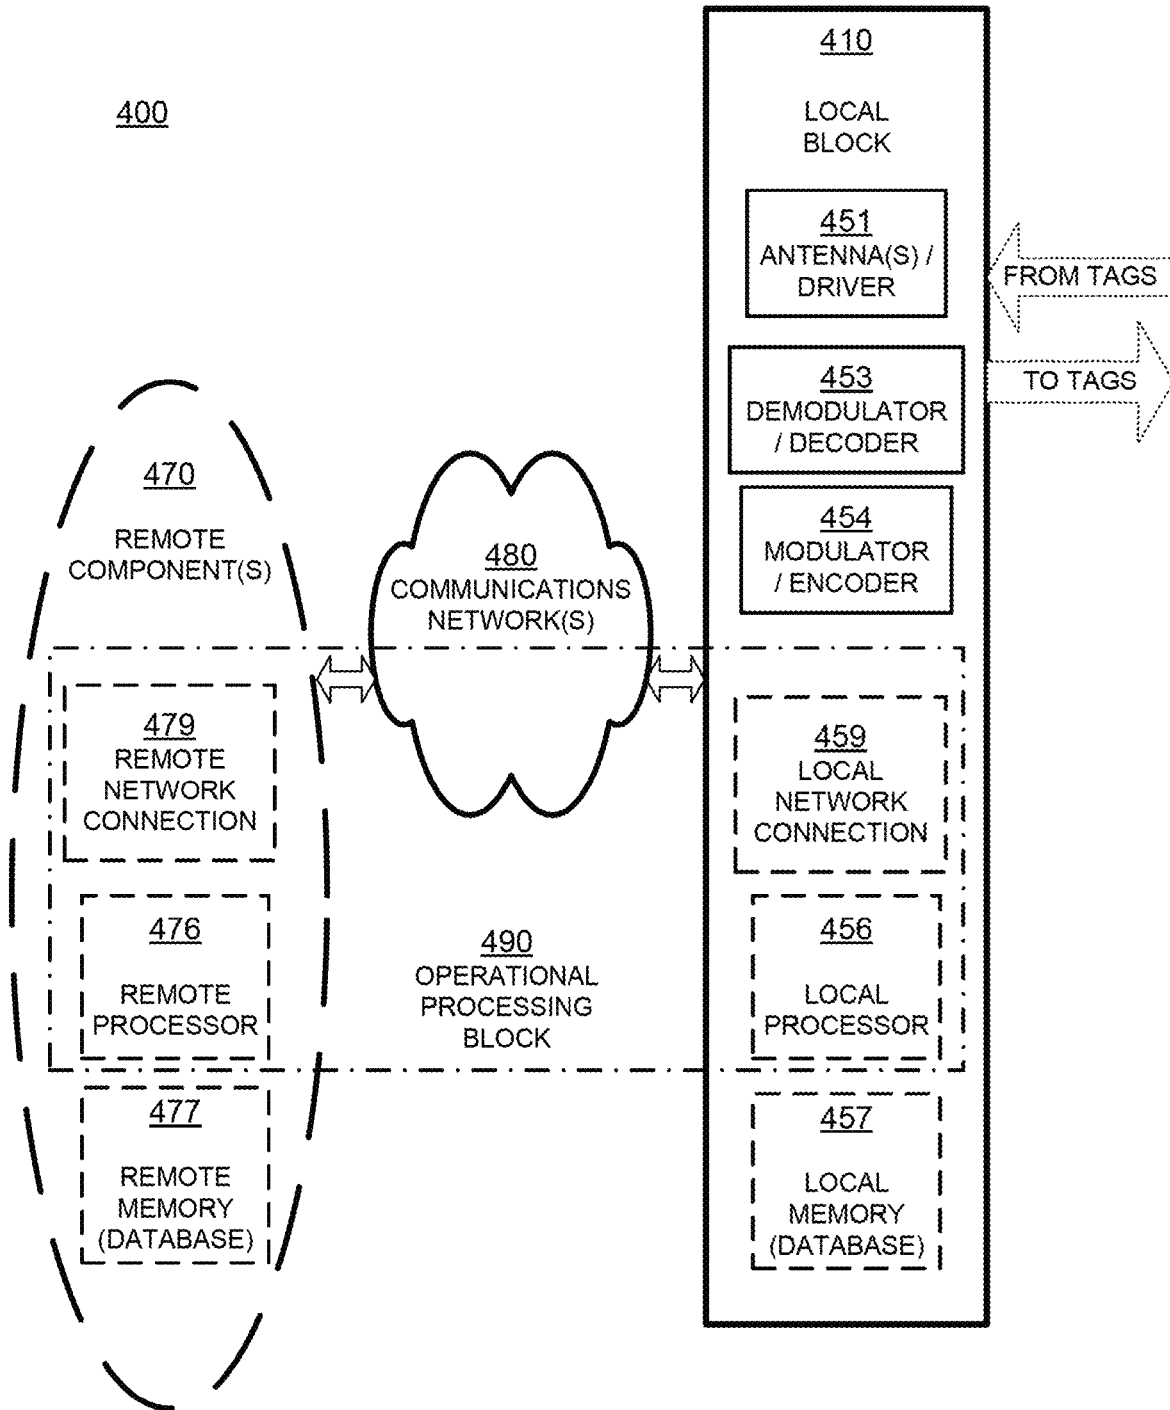 400
410
LOCAL
BLOCK
451
ANTENNA(S) /
DRIVER
FROM TAGS
453
DEMODULATOR
/ DECODER
TO TAGS
454
MODULATOR
/ ENCODER
470
REMOTE
COMPONENT(S)
480
COMMUNICATIONS
NETWORK(S)
479
REMOTE
NETWORK
CONNECTION
459
LOCAL
NETWORK
CONNECTION
476
REMOTE
PROCESSOR
490
OPERATIONAL
PROCESSING
BLOCK
456
LOCAL
PROCESSOR
477
REMOTE
MEMORY
(DATABASE)
457
LOCAL
MEMORY
(DATABASE)